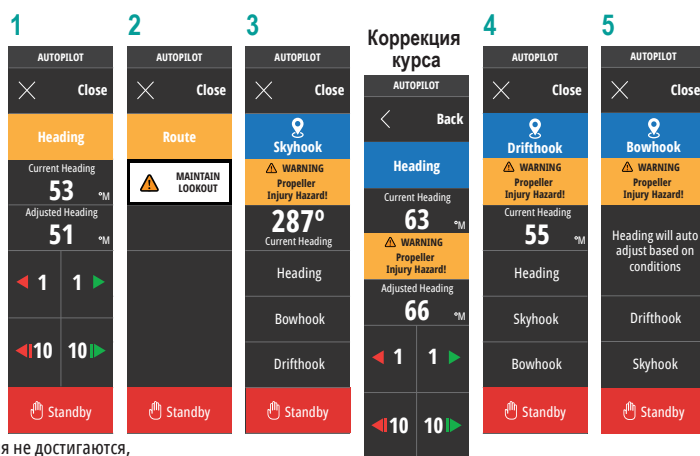 1
AUTOPILOT
Close
Heading
Current Heading
53 °M
Adjusted Heading
51 °M
1 1
10 10
Standby
2
AUTOPILOT
Close
Route
MAINTAIN
LOOKOUT
Standby
3
AUTOPILOT
Close
Skyhook
WARNING
Propeller
Injury Hazard!
287º
Current Heading
Heading
Bowhook
Drifthook
Standby
Коррекция
курса
AUTOPILOT
Back
Heading
Current Heading
63 °M
WARNING
Propeller
Injury Hazard!
Adjusted Heading
66 °M
1 1
10 10
4
AUTOPILOT
Close
Drifthook
WARNING
Propeller
Injury Hazard!
Current Heading
55 °M
Heading
Skyhook
Bowhook
Standby
5
AUTOPILOT
Close
Bowhook
WARNING
Propeller
Injury Hazard!
Heading will auto
adjust based on
conditions
Drifthook
Skyhook
Standby
я не достигаются,